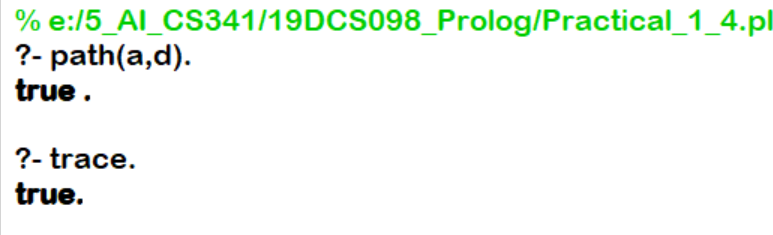 % e:/5_AI_CS341/19DCS098_Prolog/Practical_1_4.pl
?- path(a,d).
true .
?- trace.
true.